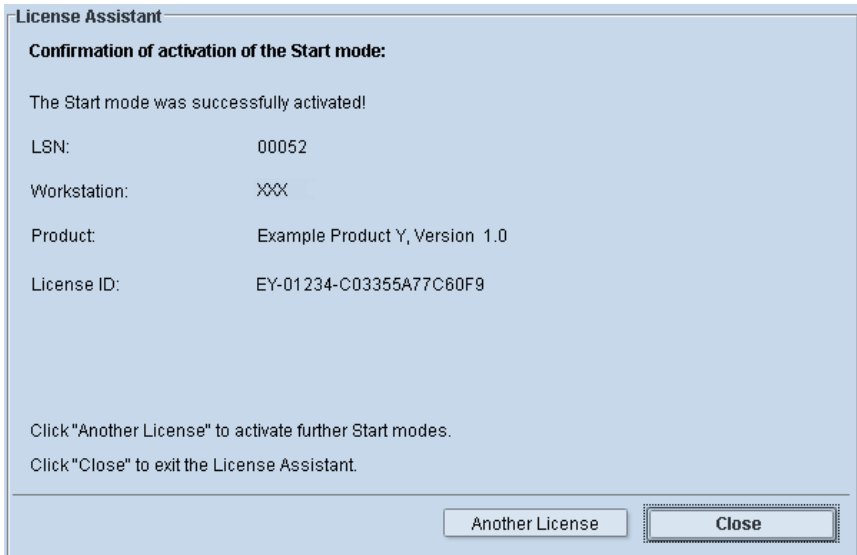 License Assistant
Confirmation of activation of the Start mode:
The Start mode was successfully activated!
LSN: 00052
Workstation: XXX
Product: Example Product Y, Version 1.0
License ID: EY-01234-C03355A77C60F9
Click "Another License" to activate further Start modes.
Click "Close" to exit the License Assistant.
Another License Close